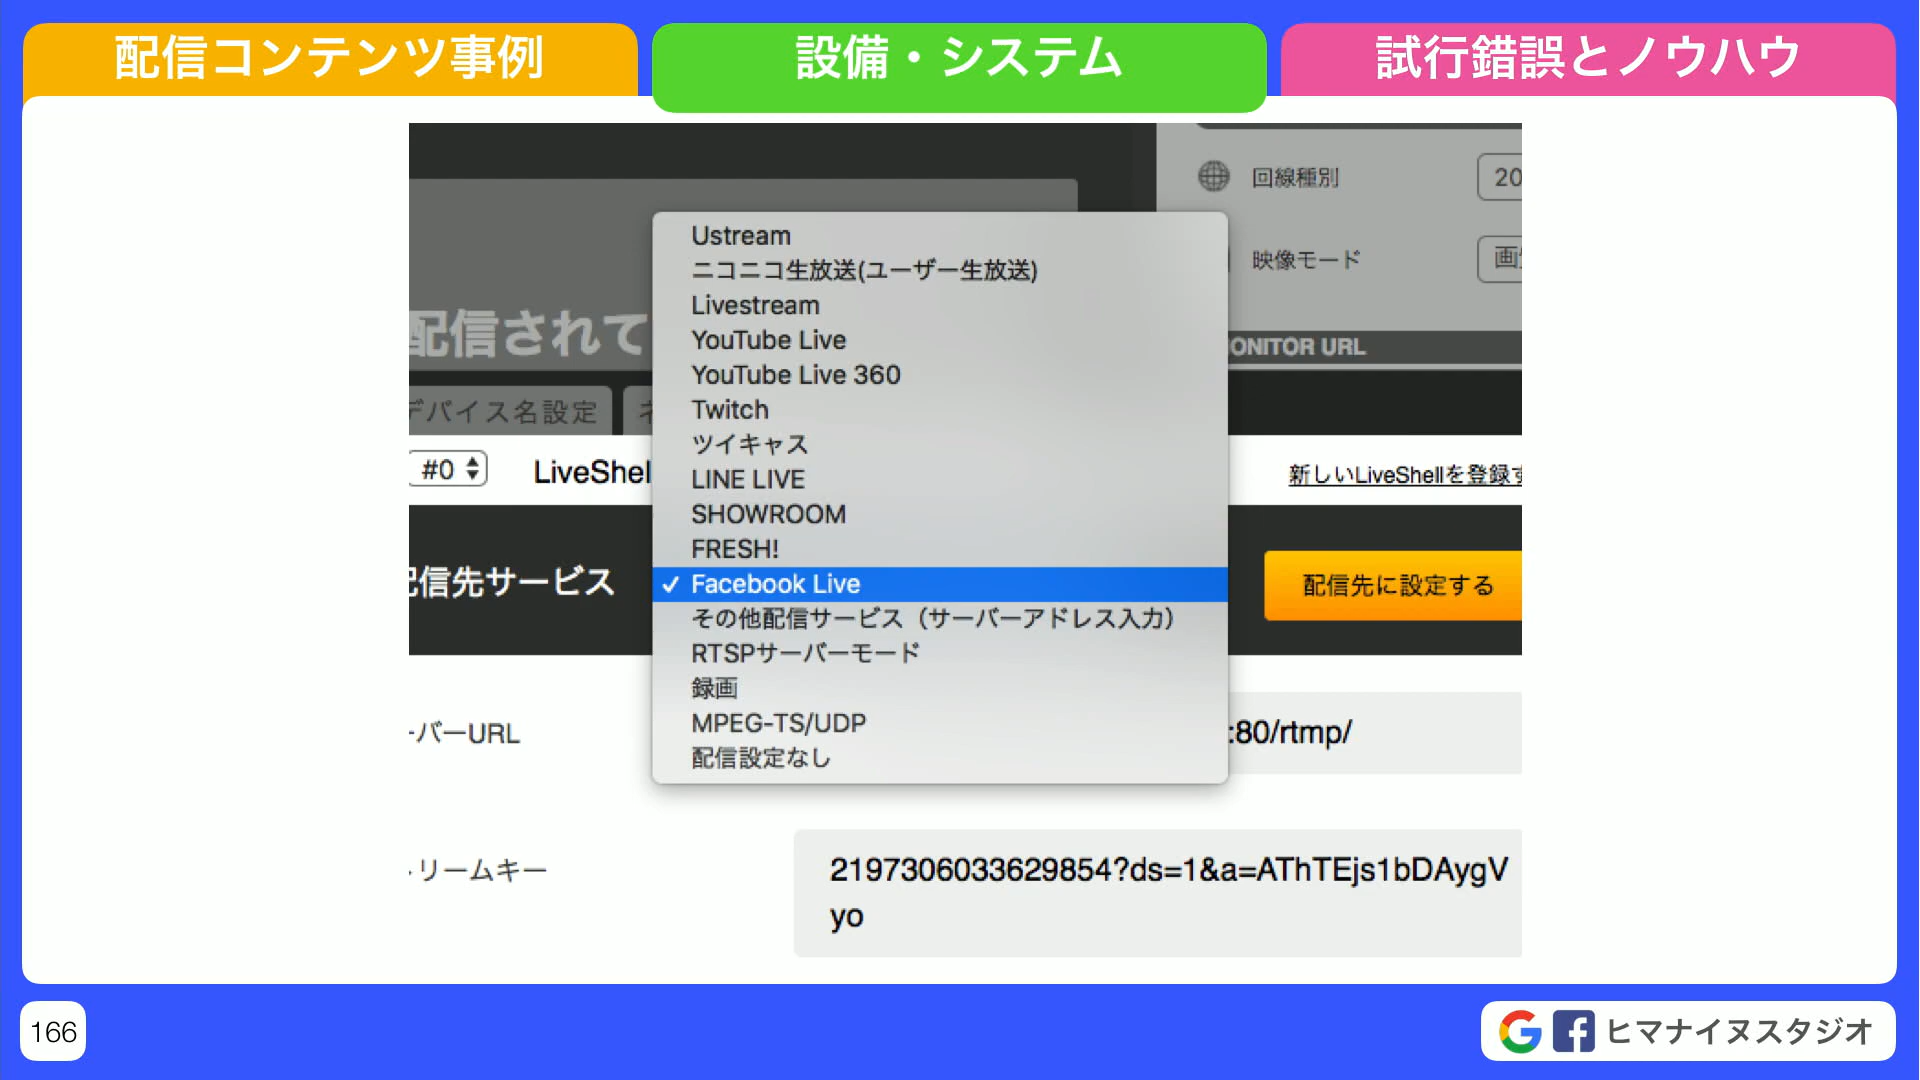 配信コンテンツ事例
設備・システム
試行錯誤とノウハウ
回線種別
20
映像モード
配信されて
ONITOR URL
デバイス名設定
#0
LiveShel
新しいLiveShellを登録す
配信先サービス
配信先に設定する
Ustream
ニコニコ生放送(ユーザー生放送)
Livestream
YouTube Live
YouTube Live 360
Twitch
ツイキャス
LINE LIVE
SHOWROOM
FRESH!
✓ Facebook Live
その他配信サービス（サーバーアドレス入力）
RTSPサーバーモード
録画
MPEG-TS/UDP
配信設定なし
ーバーURL
:80/rtmp/
リームキー
2197306033629854?ds=1&a=AThTEjs1bDAygV
yo
166
ヒマナイヌスタジオ